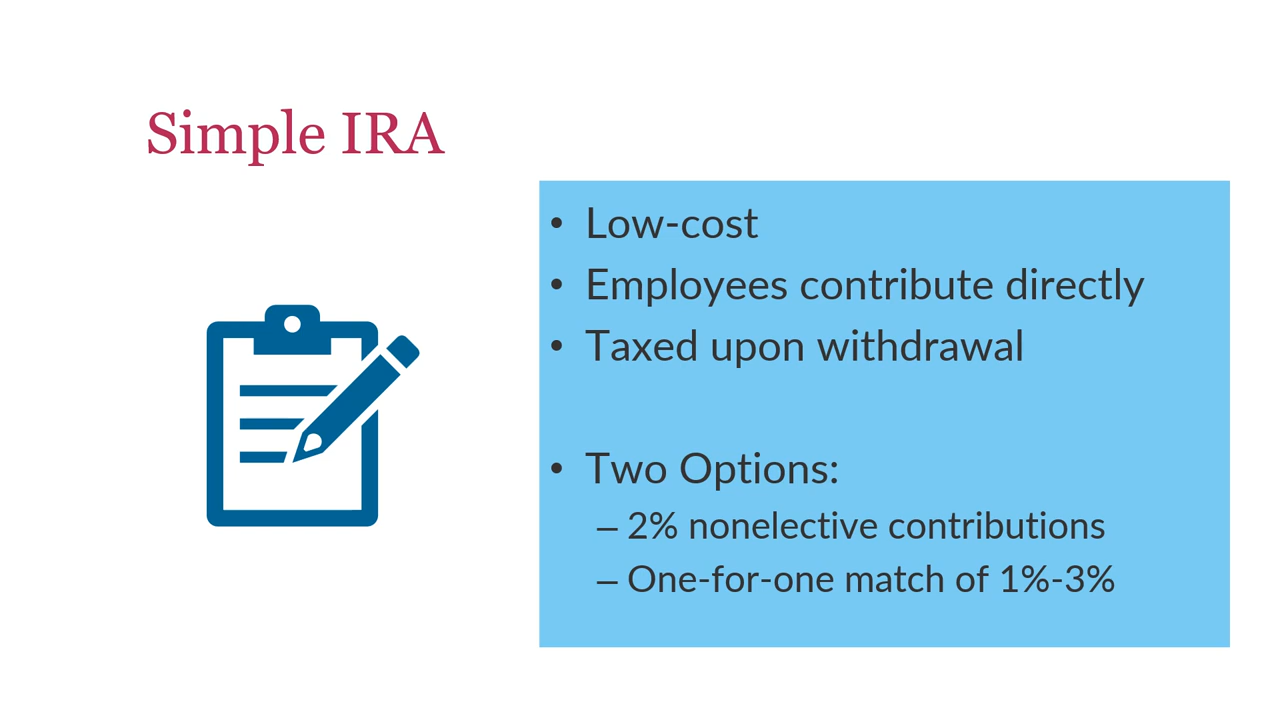 Simple IRA
• Low-cost
• Employees contribute directly
• Taxed upon withdrawal
• Two Options:
– 2% nonelective contributions
– One-for-one match of 1%-3%